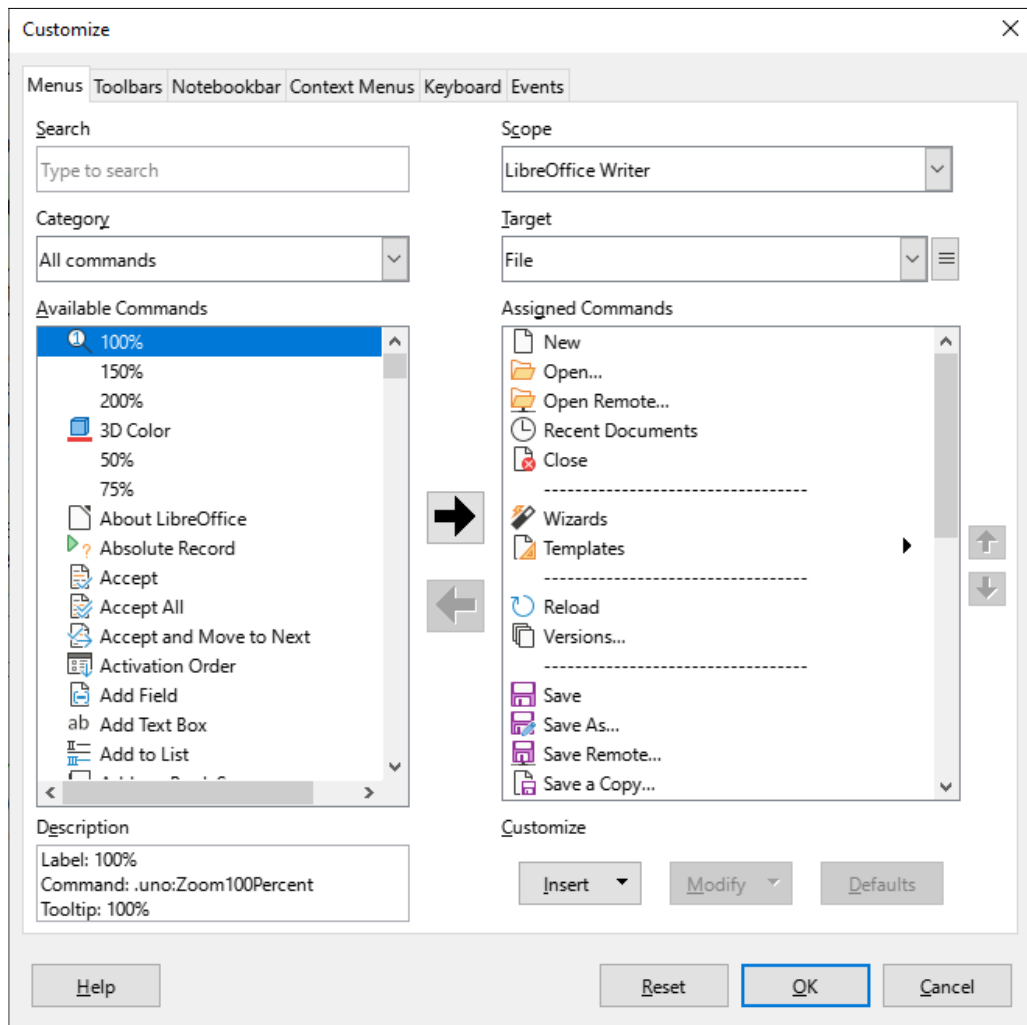 Customize
Menus Toolbars Notebookbar Context Menus Keyboard Events
Search
Type to search
Category
All commands
Available Commands
100%
150%
200%
3D Color
50%
75%
About LibreOffice
Absolute Record
Accept
Accept All
Accept and Move to Next
Activation Order
Add Field
ab Add Text Box
Add to List
Description
Label: 100%
Command: .uno:Zoom100Percent
Tooltip: 100%
Scope
LibreOffice Writer
Target
File
Assigned Commands
New
Open...
Open Remote...
Recent Documents
Close
----------------------------------
Wizards
Templates
----------------------------------
Reload
Versions...
----------------------------------
Save
Save As...
Save Remote...
Save a Copy...
Customize
Insert Modify Defaults
Help Reset OK Cancel